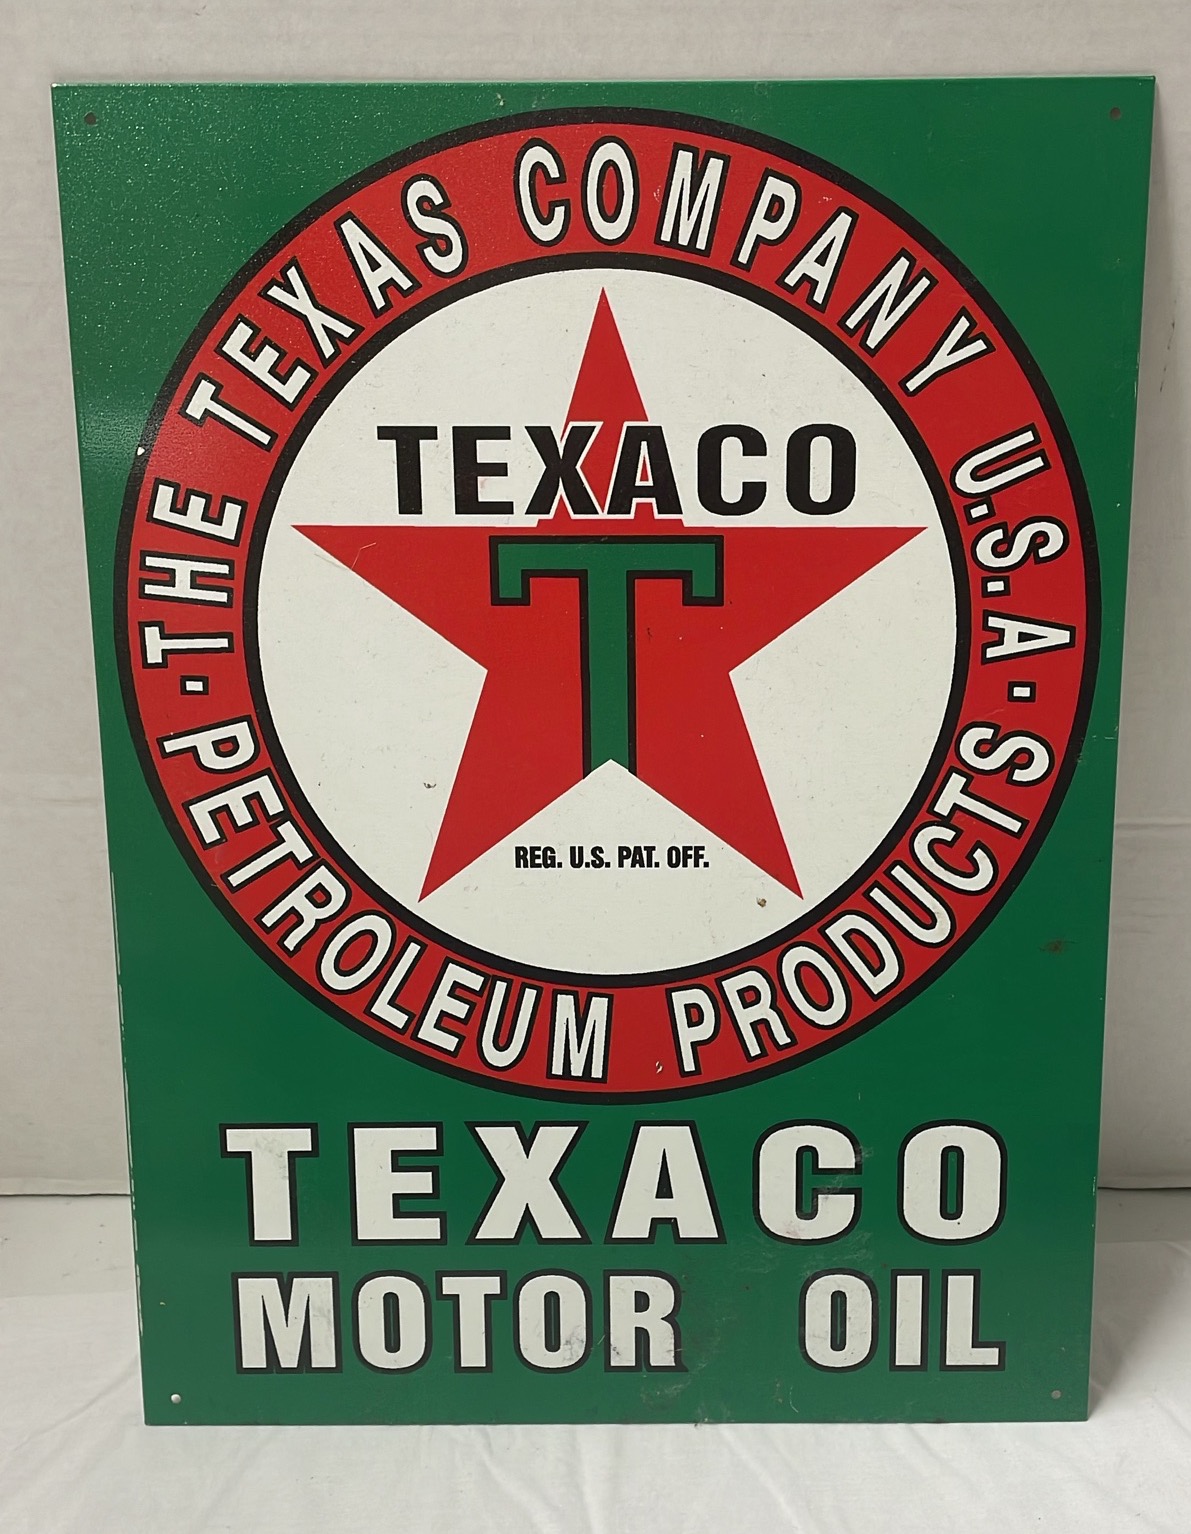 ·THE TEXAS COMPANY U.S.A·
TEXACO
T
REG. U.S. PAT. OFF.
PETROLEUM PRODUCTS
TEXACO
MOTOR OIL